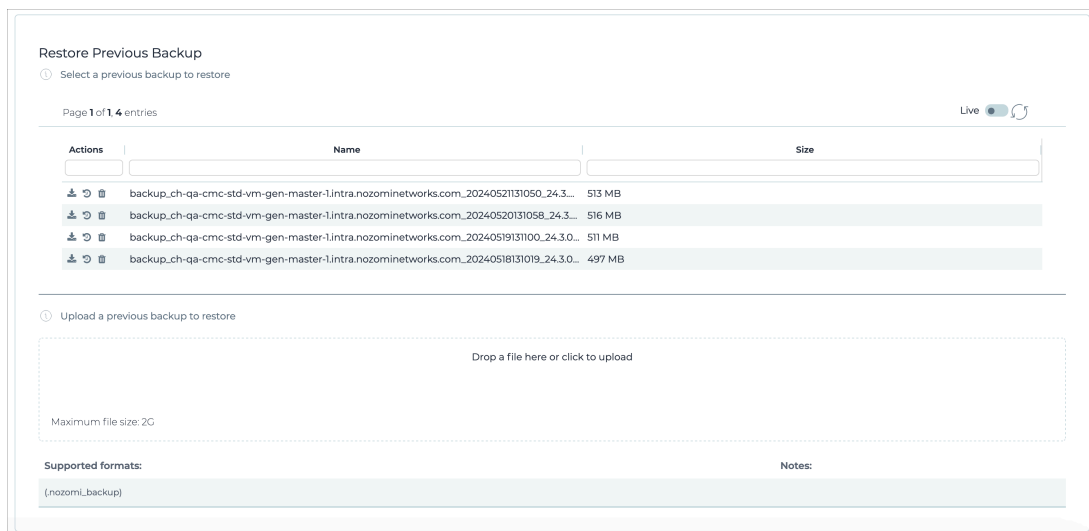 Restore Previous Backup
Select a previous backup to restore
Page 1 of 1, 4 entries
Live
Actions Name Size
backup_ch-qa-cmc-std-vm-gen-master-1.intra.nozominetworks.com_20240521131050_24.3.... 513 MB
backup_ch-qa-cmc-std-vm-gen-master-1.intra.nozominetworks.com_20240520131058_24.3.... 516 MB
backup_ch-qa-cmc-std-vm-gen-master-1.intra.nozominetworks.com_20240519131100_24.3.0... 511 MB
backup_ch-qa-cmc-std-vm-gen-master-1.intra.nozominetworks.com_20240518131019_24.3.0... 497 MB
Upload a previous backup to restore
Drop a file here or click to upload
Maximum file size: 2G
Supported formats: Notes:
(.nozomi_backup)